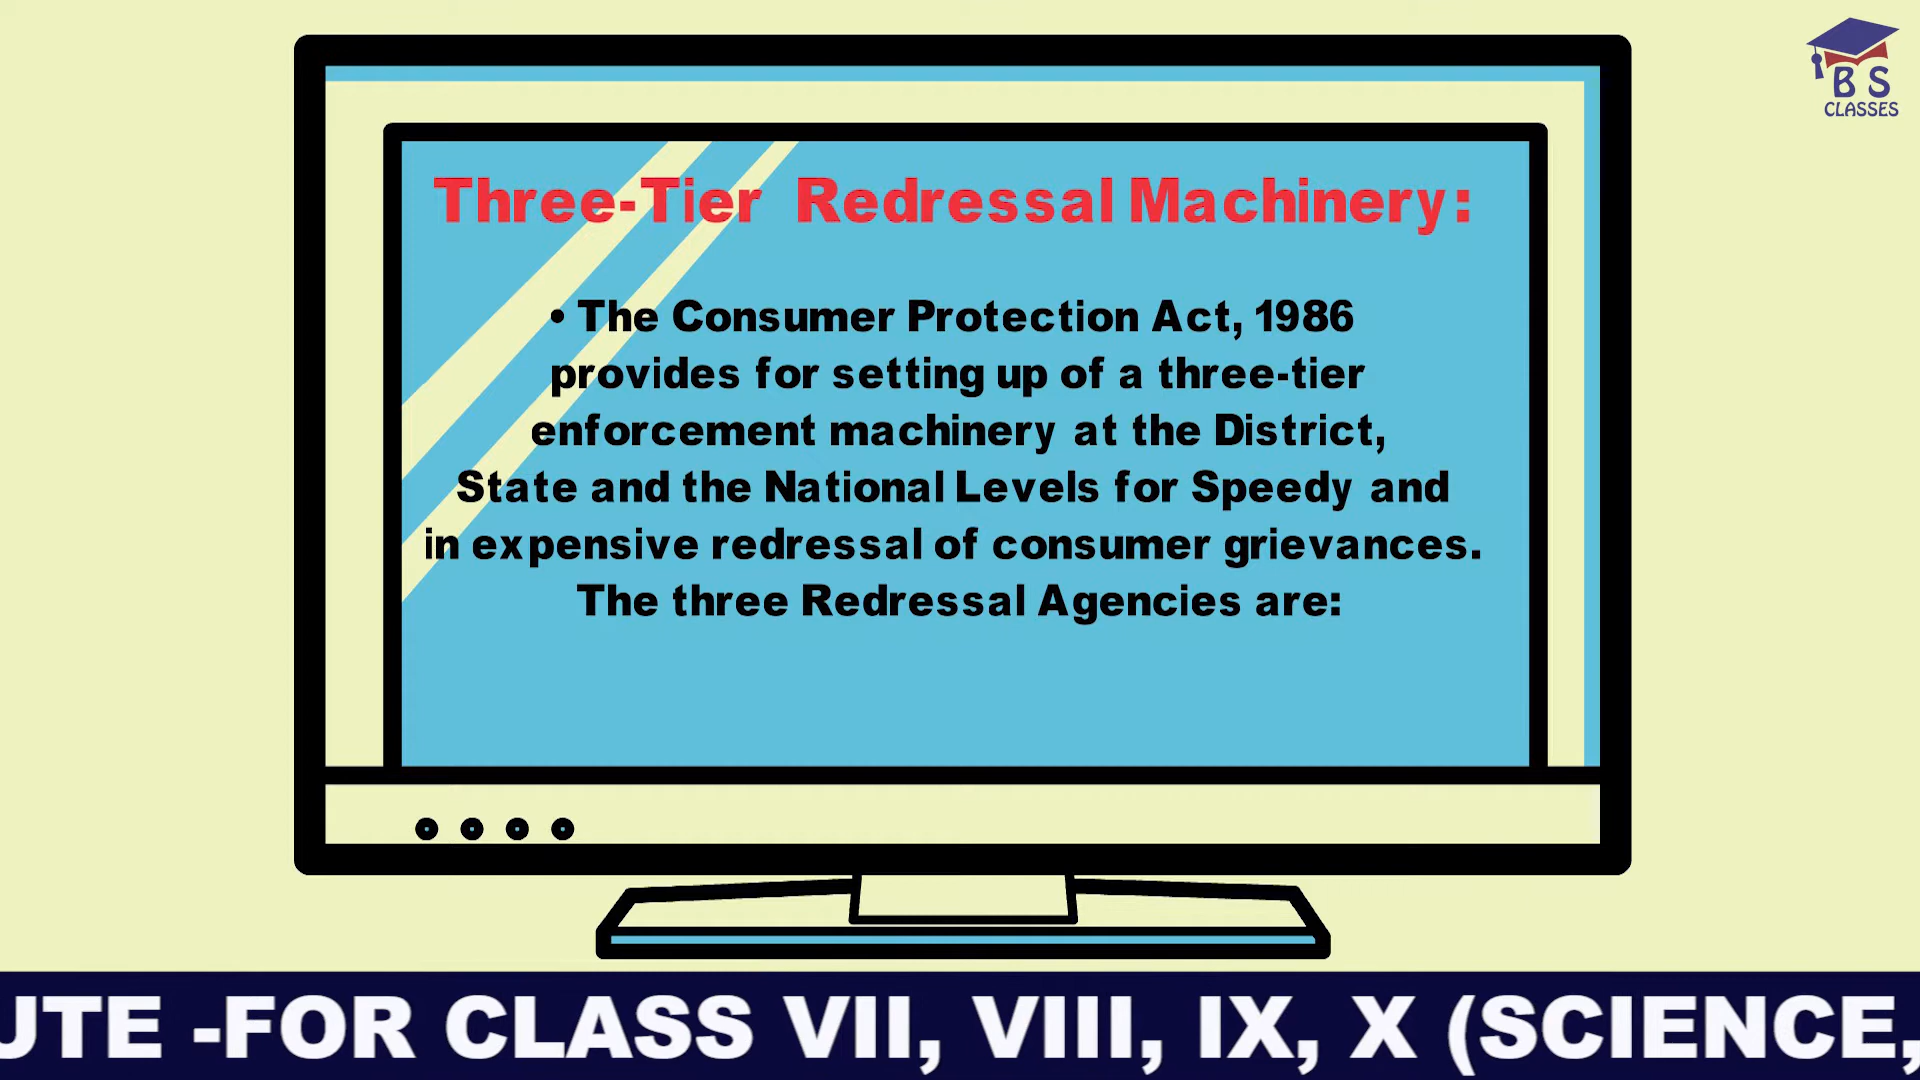 B S
CLASSES
Three-Tier Redressal Machinery:
• The Consumer Protection Act, 1986
provides for setting up of a three-tier
enforcement machinery at the District,
State and the National Levels for Speedy and
in expensive redressal of consumer grievances.
The three Redressal Agencies are:
UTE -FOR CLASS VII, VIII, IX, X (SCIENCE,